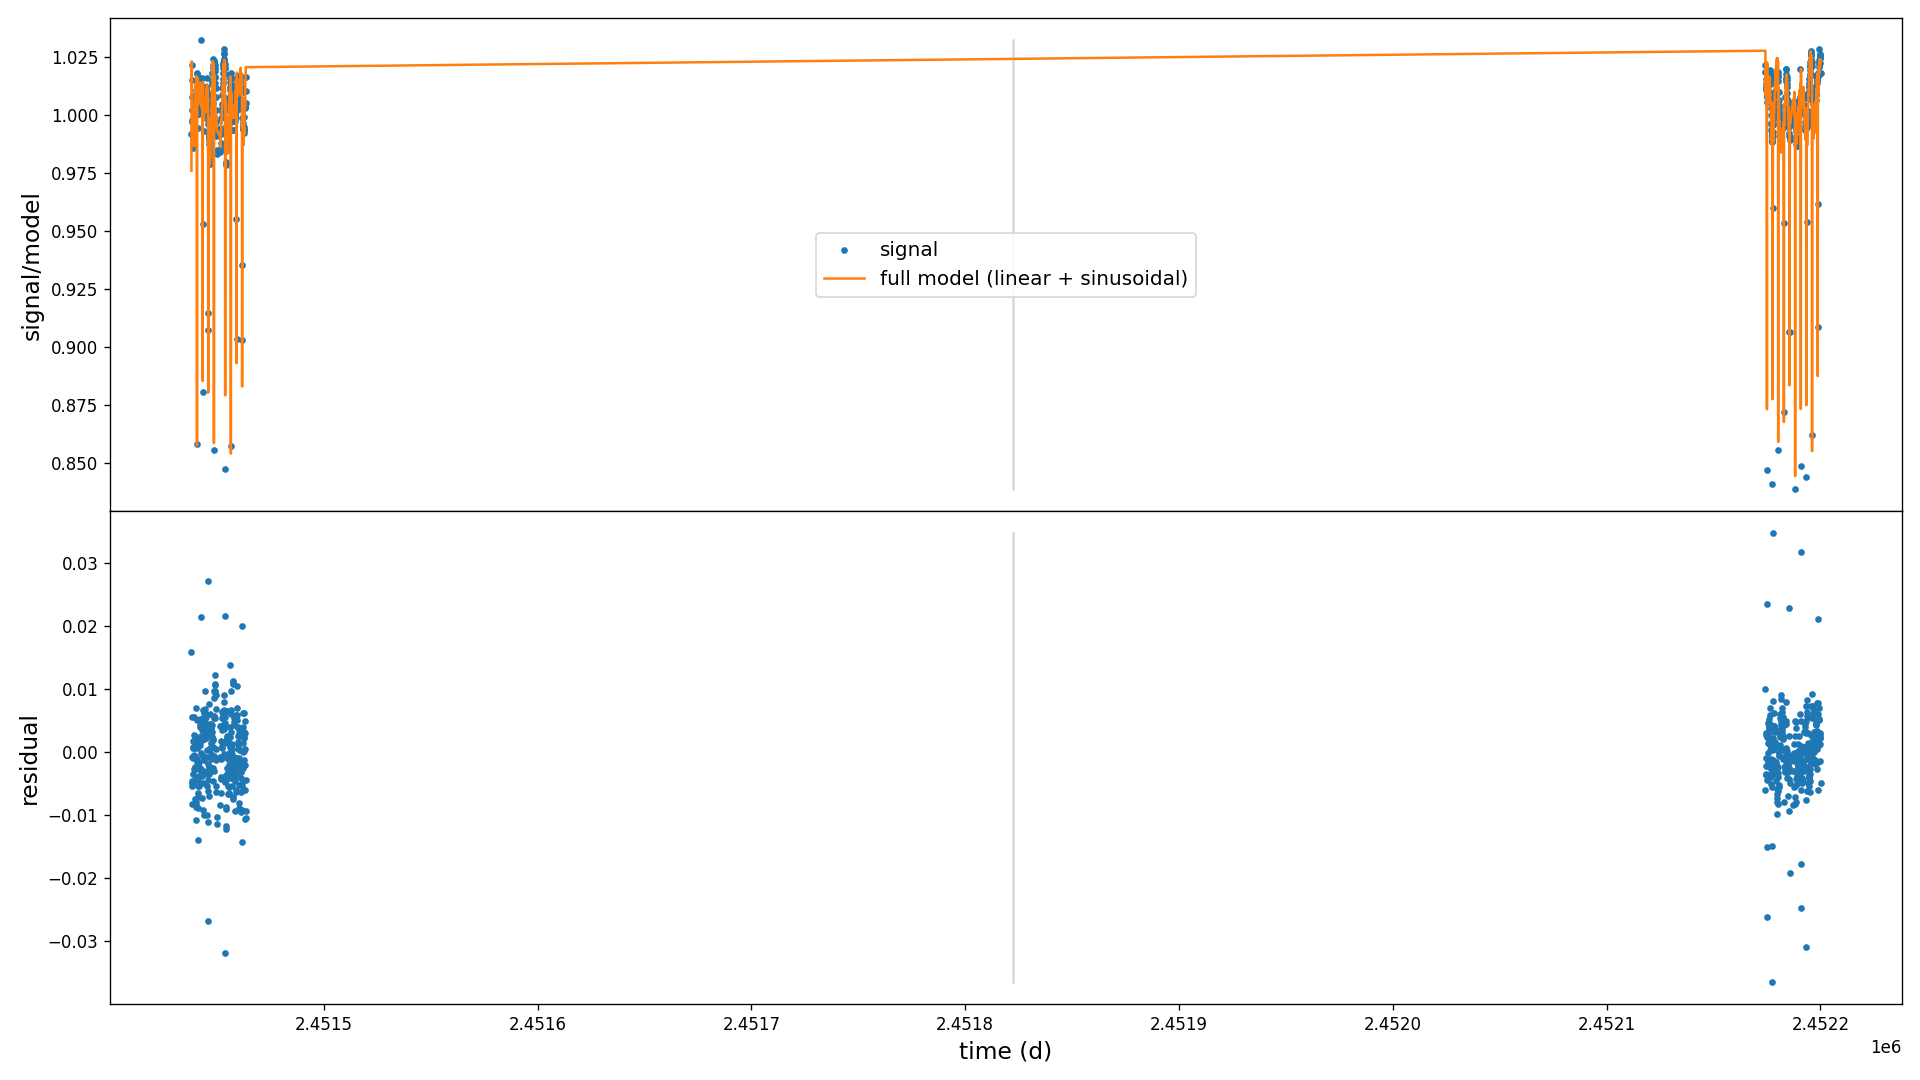 1.025
1.000
0.975
0.950
0.925
0.900
0.875
0.850
signal/model
signal
full model (linear + sinusoidal)
0.03
0.02
0.01
0.00
−0.01
−0.02
−0.03
residual
2.4515 2.4516 2.4517 2.4518 2.4519 2.4520 2.4521 2.4522
1e6
time (d)